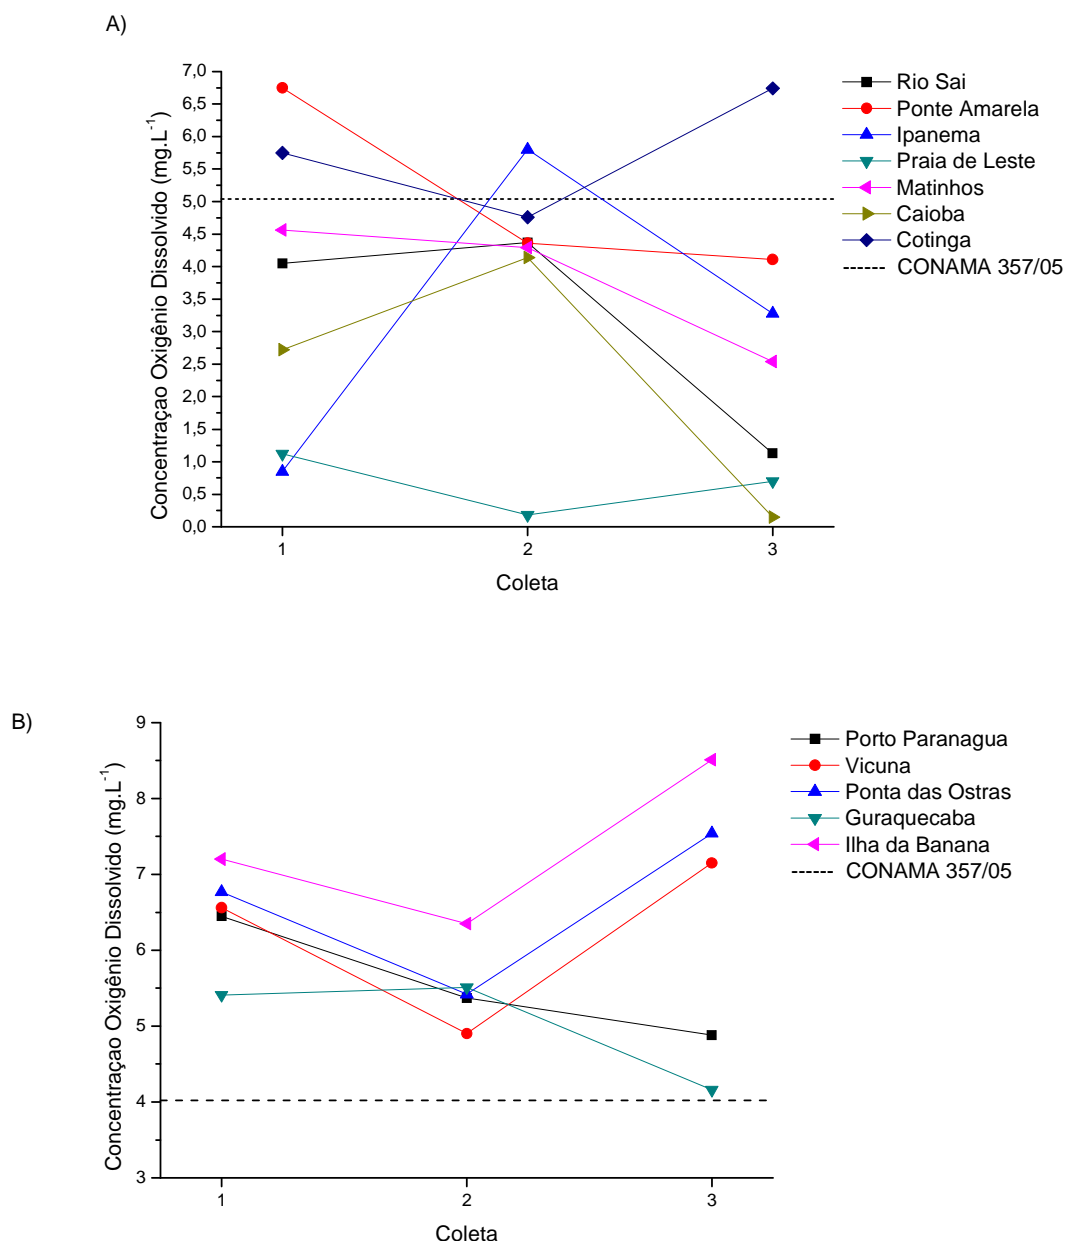 A)
Concentraçao Oxigênio Dissolvido (mg.L⁻¹)
7,0
6,5
6,0
5,5
5,0
4,5
4,0
3,5
3,0
2,5
2,0
1,5
1,0
0,5
0,0
1 2 3
Coleta
Rio Sai
Ponte Amarela
Ipanema
Praia de Leste
Matinhos
Caioba
Cotinga
CONAMA 357/05
B)
Concentraçao Oxigênio Dissolvido (mg.L⁻¹)
9
8
7
6
5
4
3
1 2 3
Coleta
Porto Paranagua
Vicuna
Ponta das Ostras
Guraquecaba
Ilha da Banana
CONAMA 357/05